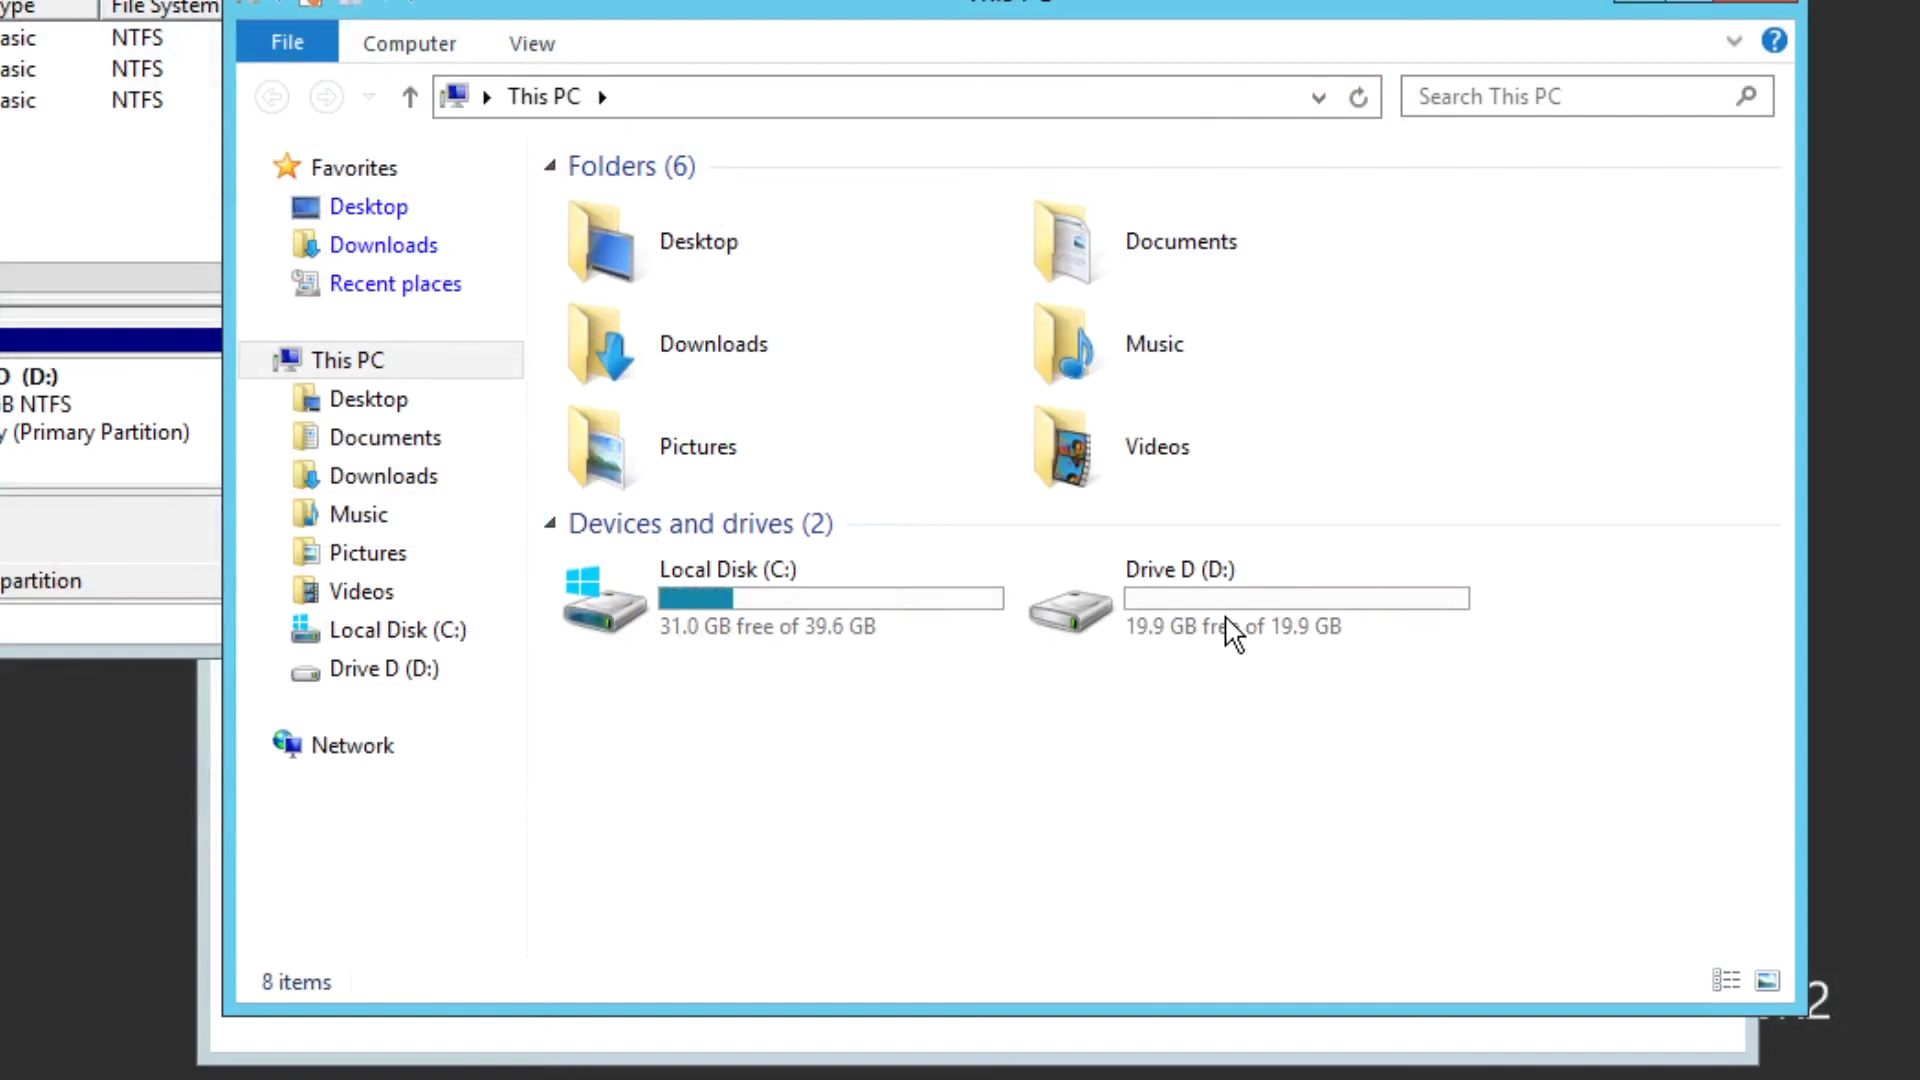 ype
File System
asic
NTFS
asic
NTFS
asic
NTFS
D (D:)
B NTFS
y (Primary Partition)
partition
File
Computer
View
This PC
Search This PC
Favorites
Desktop
Downloads
Recent places
This PC
Desktop
Documents
Downloads
Music
Pictures
Videos
Local Disk (C:)
Drive D (D:)
Network
Folders (6)
Desktop
Documents
Downloads
Music
Pictures
Videos
Devices and drives (2)
Local Disk (C:)
31.0 GB free of 39.6 GB
Drive D (D:)
19.9 GB free of 19.9 GB
8 items
2